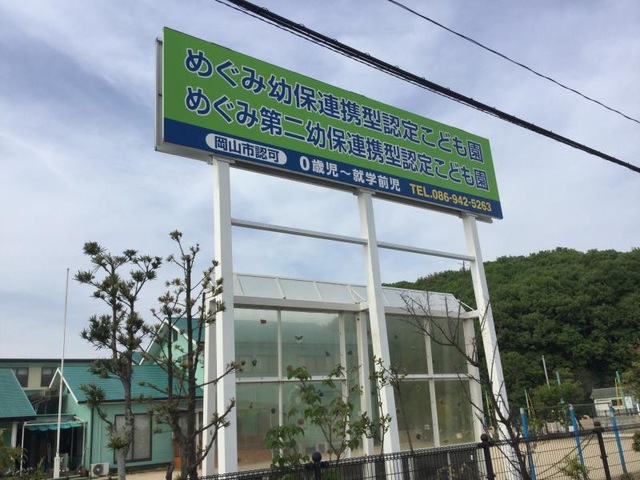 めぐみ幼保連携型認定こども園
めぐみ第二幼保連携型認定こども園
岡山市認可 0歳児～就学前児 TEL.086-942-5263